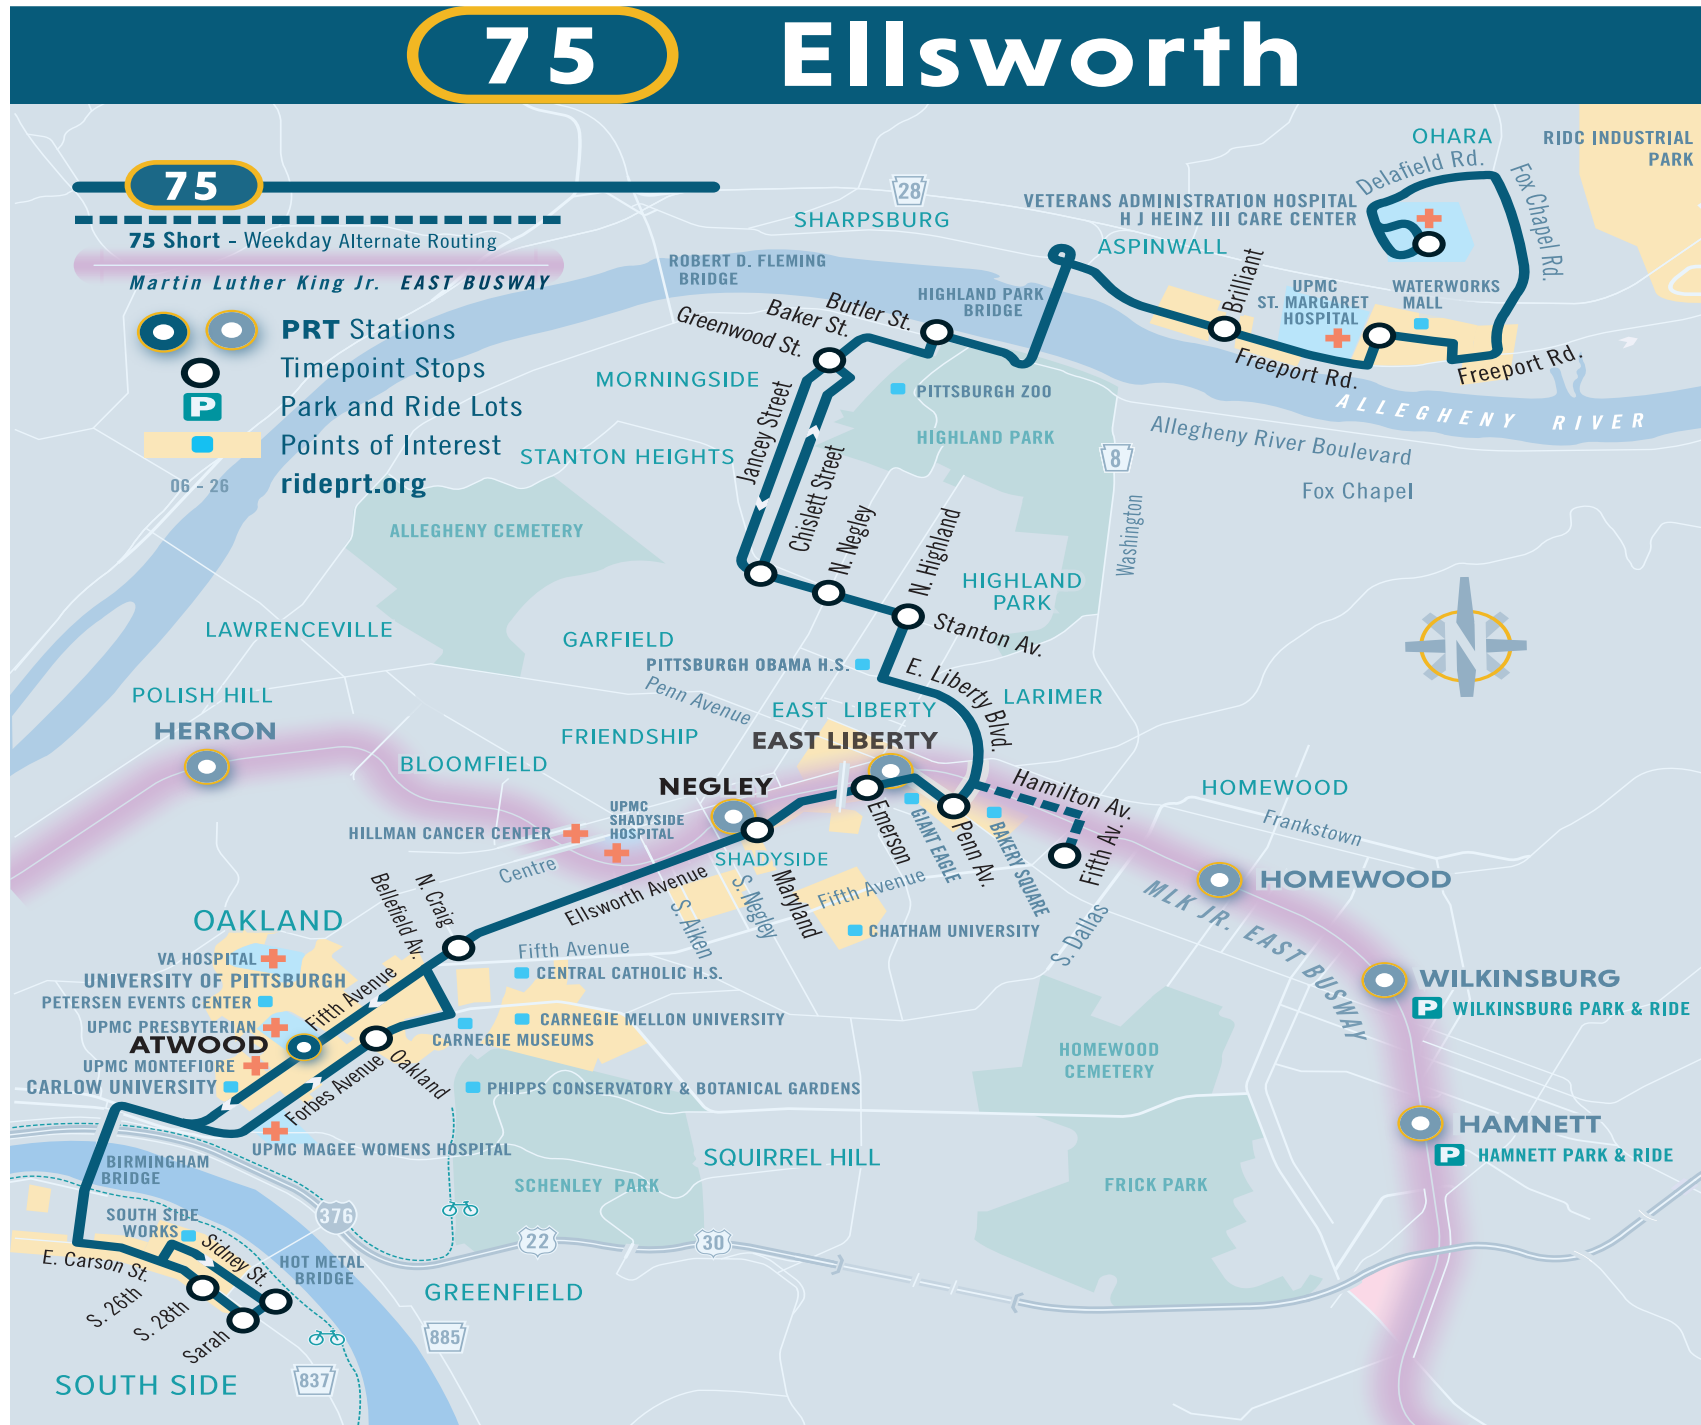 75 Ellsworth
75
75 Short - Weekday Alternate Routing
Martin Luther King Jr. EAST BUSWAY
PRT Stations
Timepoint Stops
P
Park and Ride Lots
Points of Interest
06 - 26
rideprt.org
OHARA
RIDC INDUSTRIAL
PARK
Delafield Rd.
Fox Chapel Rd.
28
SHARPSBURG
VETERANS ADMINISTRATION HOSPITAL
H J HEINZ III CARE CENTER
ASPINWALL
ROBERT D. FLEMING
BRIDGE
HIGHLAND PARK
BRIDGE
Brilliant
UPMC
ST. MARGARET
HOSPITAL
WATERWORKS
MALL
Butler St.
Baker St.
Greenwood St.
Freeport Rd.
Freeport Rd.
ALLEGHENY RIVER
MORNINGSIDE
PITTSBURGH ZOO
HIGHLAND PARK
Allegheny River Boulevard
Fox Chapel
8
Washington
STANTON HEIGHTS
Jancey Street
Chislett Street
N. Negley
N. Highland
ALLEGHENY CEMETERY
HIGHLAND
PARK
Stanton Av.
LAWRENCEVILLE
GARFIELD
PITTSBURGH OBAMA H.S.
Penn Avenue
E. Liberty Blvd.
LARIMER
N
POLISH HILL
HERRON
EAST LIBERTY
FRIENDSHIP
EAST LIBERTY
BLOOMFIELD
NEGLEY
Hamilton Av.
HOMEWOOD
Frankstown
UPMC
SHADYSIDE
HOSPITAL
HILLMAN CANCER CENTER
Emerson
GIANT EAGLE
Penn Av.
BAKERY SQUARE
Fifth Av.
SHADYSIDE
Centre
Ellsworth Avenue
S. Aiken
S. Negley
Maryland
Fifth Avenue
HOMEWOOD
MLK JR. EAST BUSWAY
S. Dallas
Bellefield Av.
N. Craig
OAKLAND
Fifth Avenue
CHATHAM UNIVERSITY
VA HOSPITAL
UNIVERSITY OF PITTSBURGH
PETERSEN EVENTS CENTER
Fifth Avenue
CENTRAL CATHOLIC H.S.
WILKINSBURG
P
WILKINSBURG PARK & RIDE
UPMC PRESBYTERIAN
ATWOOD
CARNEGIE MELLON UNIVERSITY
CARNEGIE MUSEUMS
UPMC MONTEFIORE
CARLOW UNIVERSITY
Oakland
Forbes Avenue
PHIPPS CONSERVATORY & BOTANICAL GARDENS
HOMEWOOD
CEMETERY
HAMNETT
P
HAMNETT PARK & RIDE
UPMC MAGEE WOMENS HOSPITAL
SQUIRREL HILL
BIRMINGHAM
BRIDGE
SCHENLEY PARK
FRICK PARK
SOUTH SIDE
WORKS
376
22
30
E. Carson St.
Sidney St.
HOT METAL
BRIDGE
S. 26th
S. 28th
Sarah
GREENFIELD
885
837
SOUTH SIDE